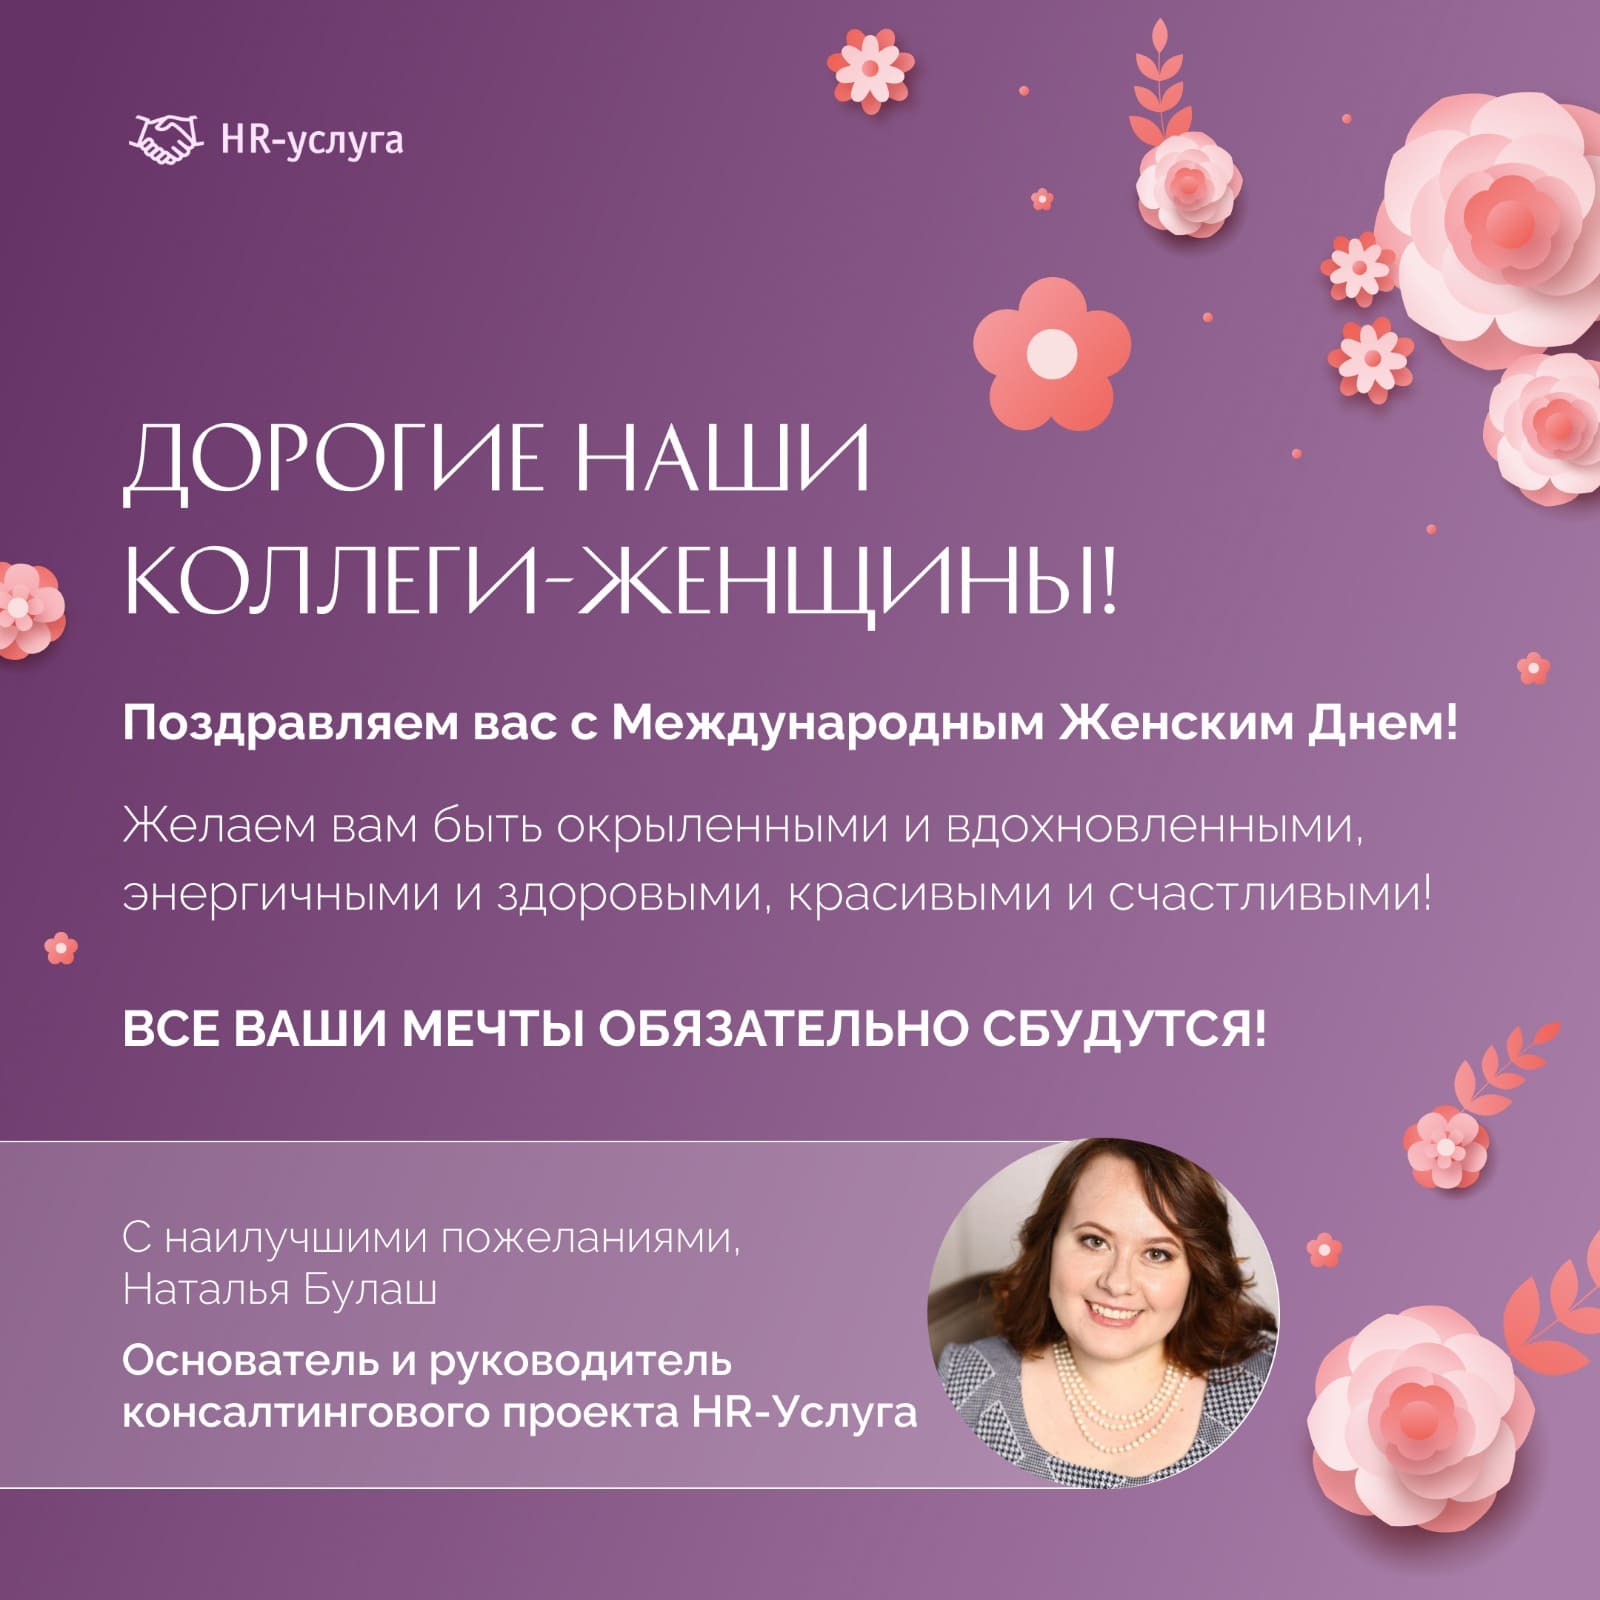 HR-услуга
ДОРОГИЕ НАШИ
КОЛЛЕГИ-ЖЕНЩИНЫ!
Поздравляем вас с Международным Женским Днем!
Желаем вам быть окрыленными и вдохновленными,
энергичными и здоровыми, красивыми и счастливыми!
ВСЕ ВАШИ МЕЧТЫ ОБЯЗАТЕЛЬНО СБУДУТСЯ!
С наилучшими пожеланиями,
Наталья Булаш
Основатель и руководитель
консалтингового проекта HR-Услуга